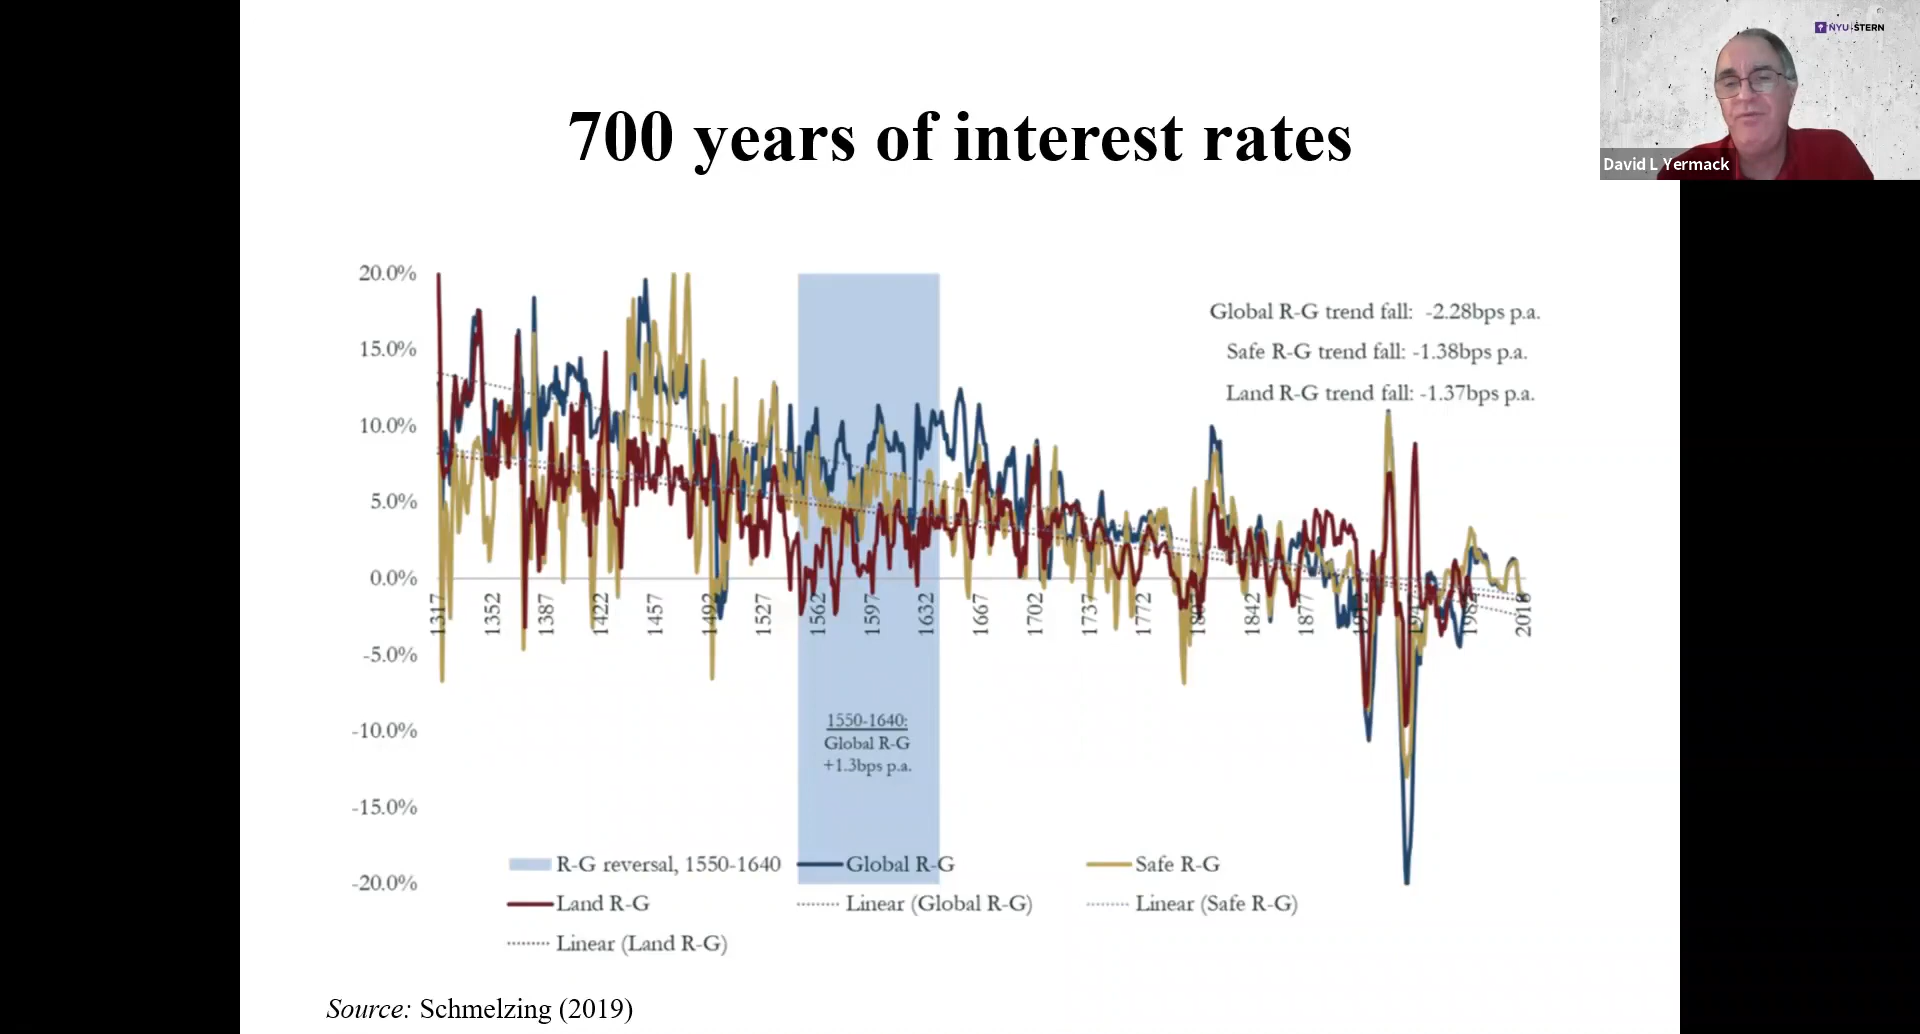 NYU STERN
David L Yermack
700 years of interest rates
20.0%
15.0%
10.0%
5.0%
0.0%
-5.0%
-10.0%
-15.0%
-20.0%
Global R-G trend fall: -2.28bps p.a.
Safe R-G trend fall: -1.38bps p.a.
Land R-G trend fall: -1.37bps p.a.
1317 1352 1387 1422 1457 1492 1527 1562 1597 1632 1667 1702 1737 1772 1842 1877 1912 1982 2018
1550-1640:
Global R-G
+1.3bps p.a.
R-G reversal, 1550-1640 Global R-G Safe R-G
Land R-G Linear (Global R-G) Linear (Safe R-G)
Linear (Land R-G)
Source: Schmelzing (2019)